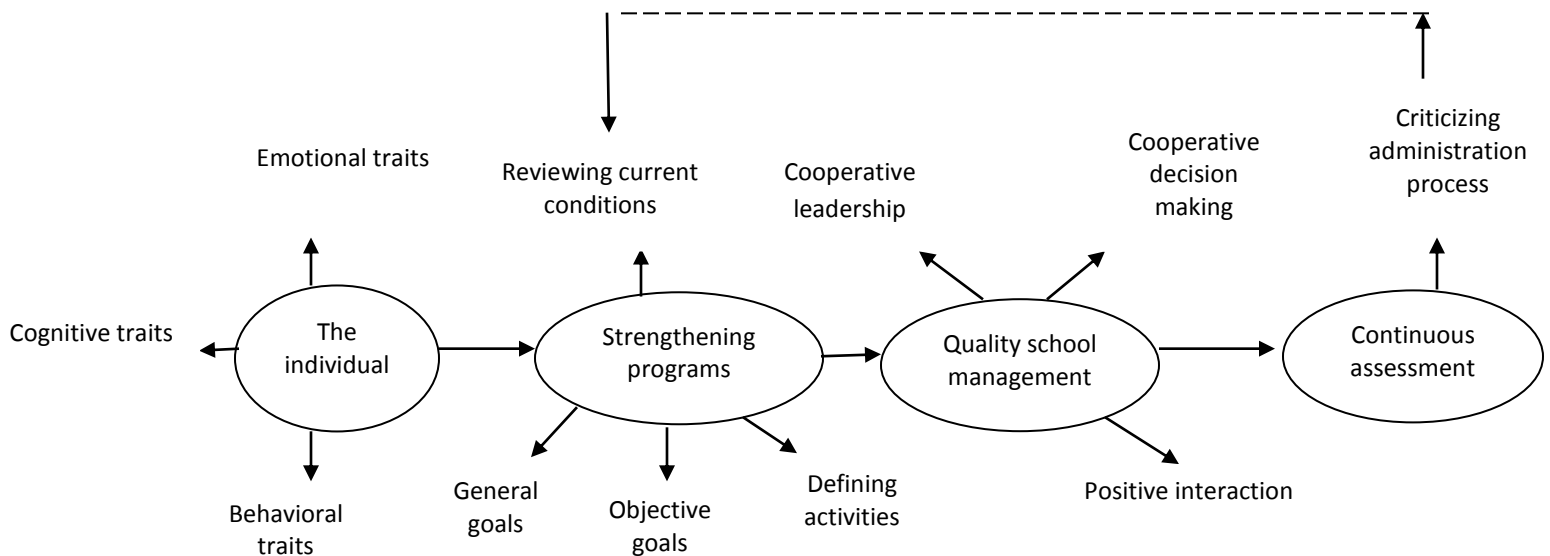 Emotional traits
Reviewing current
conditions
Cooperative
leadership
Cooperative
decision
making
Criticizing
administration
process
Cognitive traits
The
individual
Strengthening
programs
Quality school
management
Continuous
assessment
Behavioral
traits
General
goals
Objective
goals
Defining
activities
Positive interaction